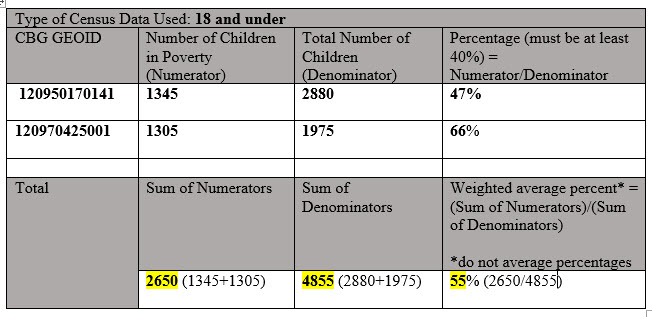 Type of Census Data Used: 18 and under
CBG GEOID
Number of Children
in Poverty
(Numerator)
Total Number of
Children
(Denominator)
Percentage (must be at least
40%) =
Numerator/Denominator
120950170141
1345
2880
47%
120970425001
1305
1975
66%
Total
Sum of Numerators
Sum of
Denominators
Weighted average percent* =
(Sum of Numerators)/(Sum
of Denominators)
*do not average percentages
2650 (1345+1305)
4855 (2880+1975)
55% (2650/4855)